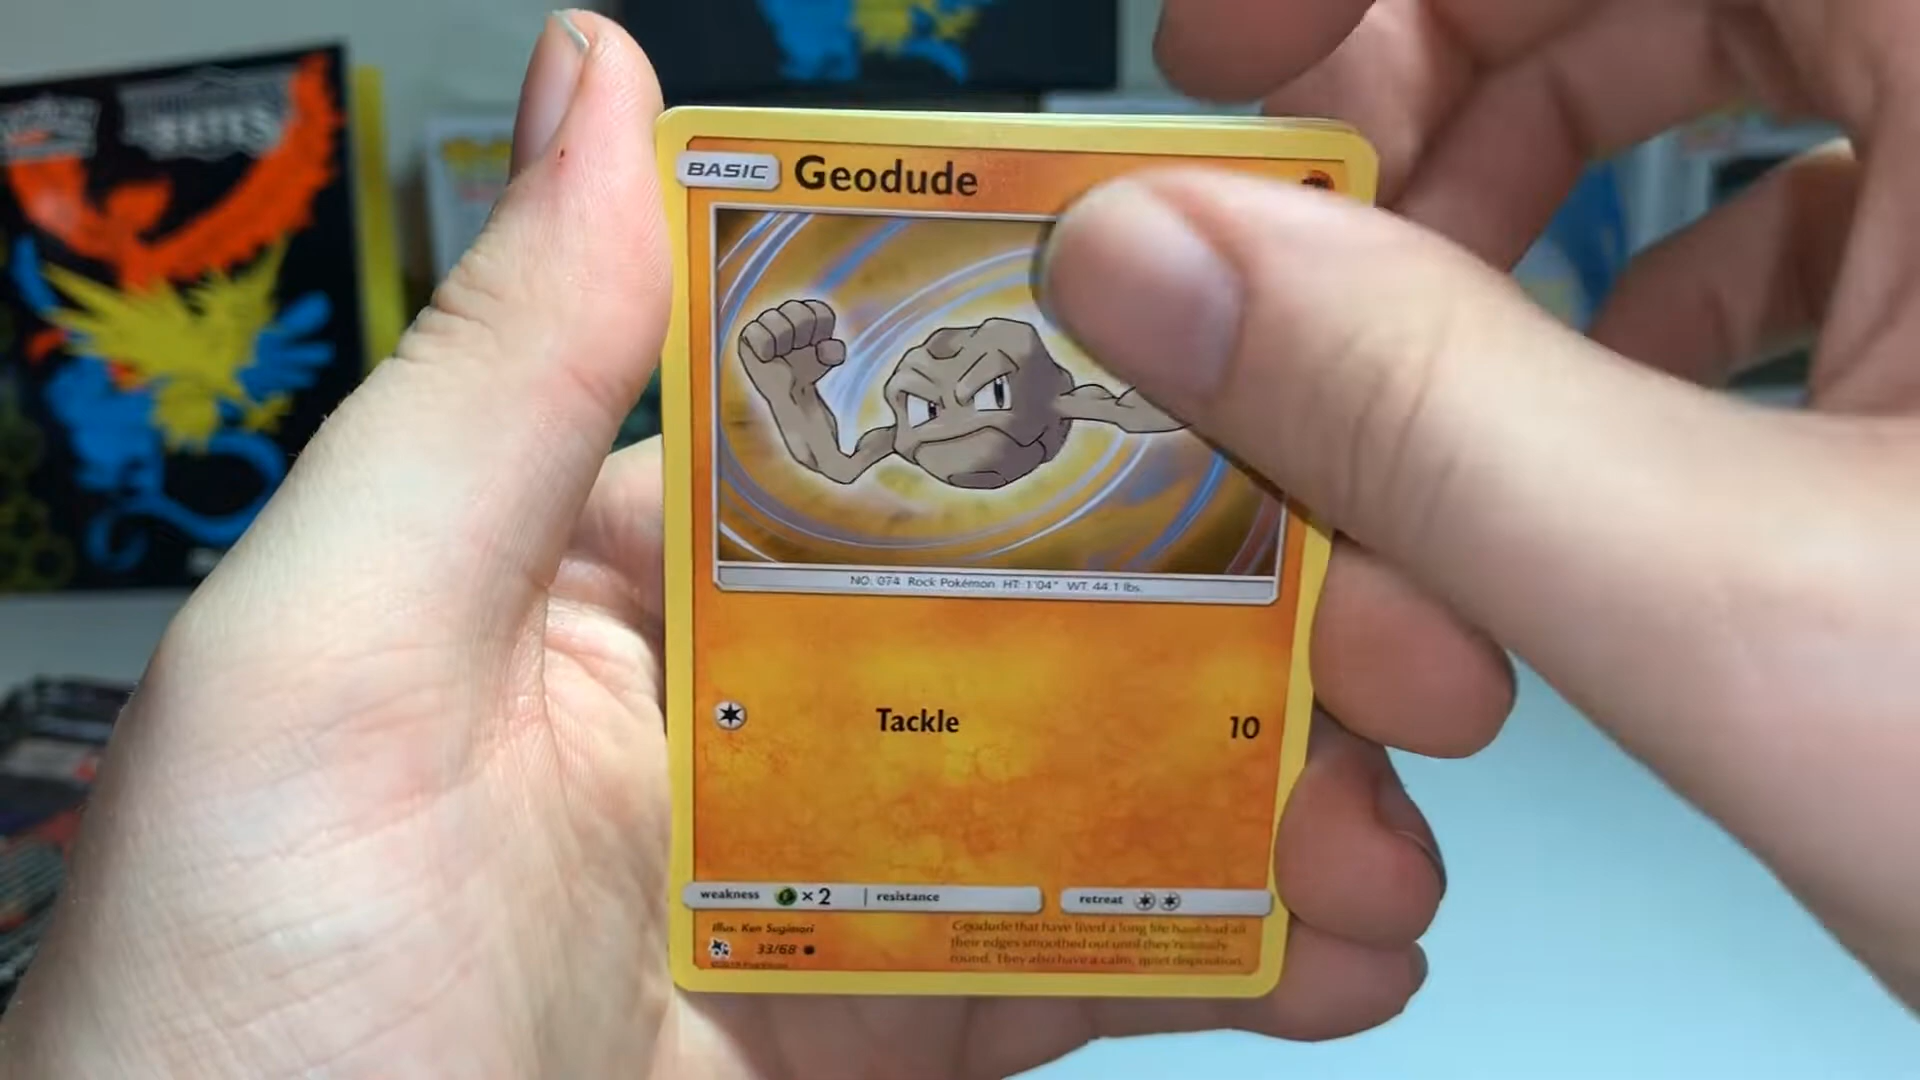 BASIC Geodude
NO: 074 Rock Pokémon HT: 1'04" WT: 44.1 lbs.
Tackle 10
weakness × 2 resistance retreat
Illus. Ken Sugimori
33/68
Geodude that have lived a long life have had all
their edges smoothed out until they're
round. They also have a calm, quiet disposition.